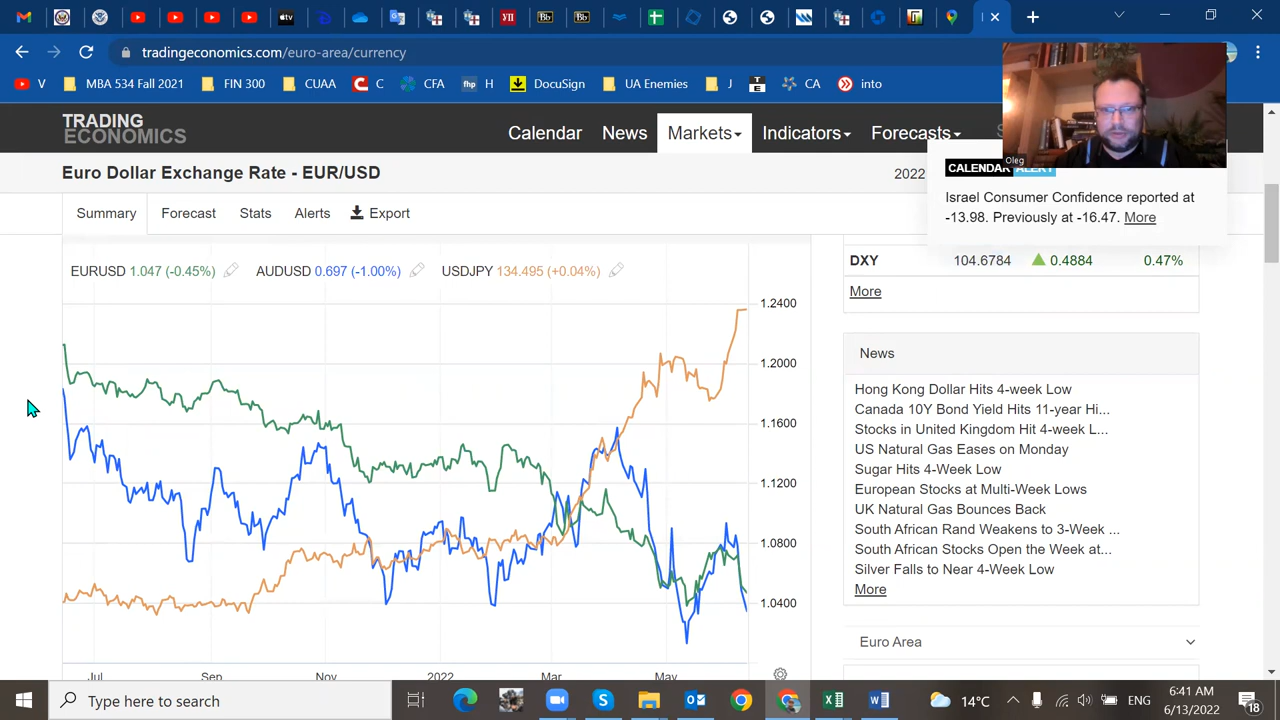 tradingeconomics.com/euro-area/currency
V
MBA 534 Fall 2021
FIN 300
CUAA
C
CFA
fhp H
DocuSign
UA Enemies
J
CA
into
TRADING
ECONOMICS
Calendar
News
Markets
Indicators
Forecasts
Oleg
Euro Dollar Exchange Rate - EUR/USD
2022
CALENDAR ALERT
Israel Consumer Confidence reported at
-13.98. Previously at -16.47. More
Summary
Forecast
Stats
Alerts
Export
EURUSD 1.047 (-0.45%)
AUDUSD 0.697 (-1.00%)
USDJPY 134.495 (+0.04%)
1.2400
1.2000
1.1600
1.1200
1.0800
1.0400
Jul
Sep
Nov
2022
Mar
May
DXY 104.6784 0.4884 0.47%
More
News
Hong Kong Dollar Hits 4-week Low
Canada 10Y Bond Yield Hits 11-year Hi...
Stocks in United Kingdom Hit 4-week L...
US Natural Gas Eases on Monday
Sugar Hits 4-Week Low
European Stocks at Multi-Week Lows
UK Natural Gas Bounces Back
South African Rand Weakens to 3-Week ...
South African Stocks Open the Week at...
Silver Falls to Near 4-Week Low
More
Euro Area
Type here to search
14°C
ENG
6:41 AM
6/13/2022
18